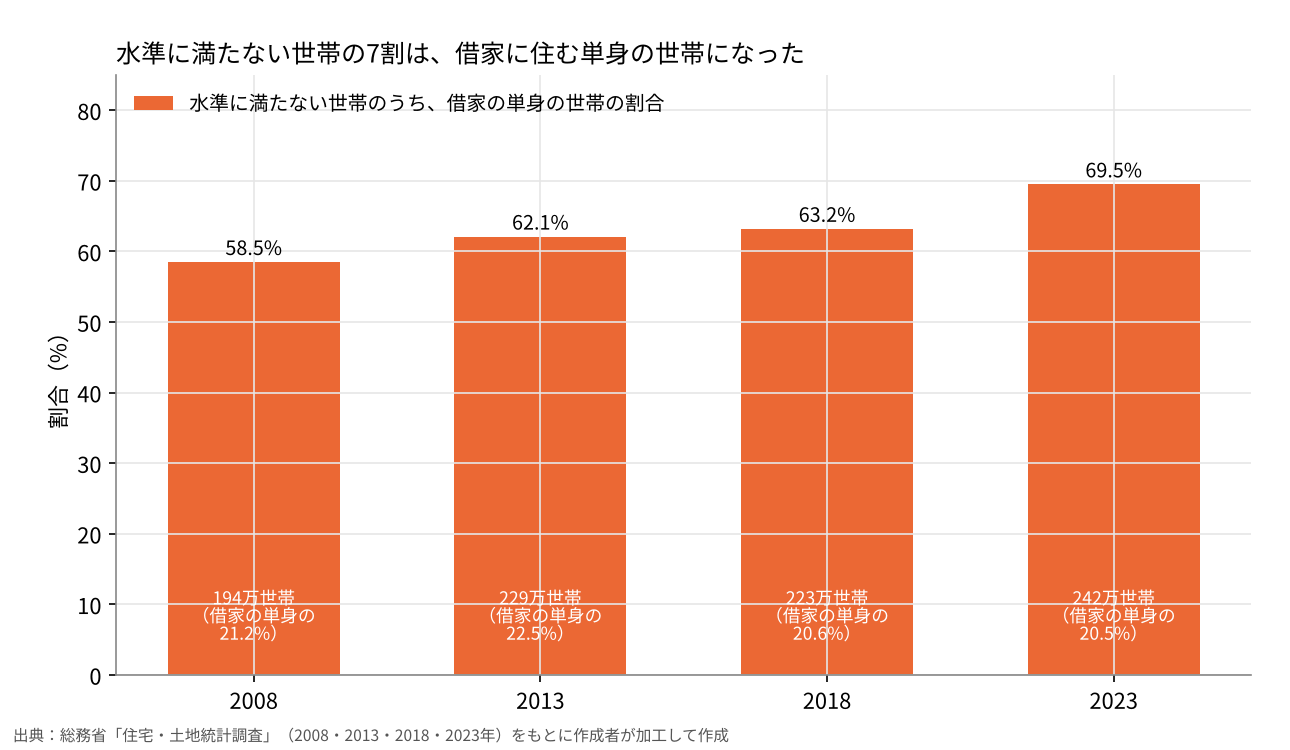 水準に満たない世帯の7割は、借家に住む単身の世帯になった
水準に満たない世帯のうち、借家の単身の世帯の割合
割合（%）
80
70
60
50
40
30
20
10
0
58.5%
62.1%
63.2%
69.5%
194万世帯
（借家の単身の
21.2%）
229万世帯
（借家の単身の
22.5%）
223万世帯
（借家の単身の
20.6%）
242万世帯
（借家の単身の
20.5%）
2008
2013
2018
2023
出典：総務省「住宅・土地統計調査」（2008・2013・2018・2023年）をもとに作成者が加工して作成